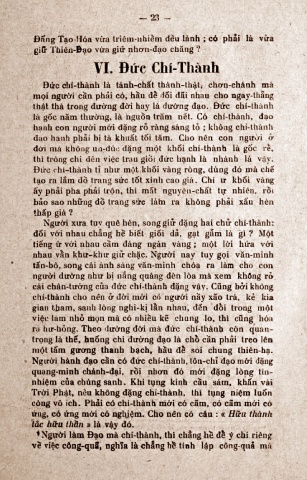 — 23 —
Đấng Tạo-Hóa vừa triêm-nhiễm đều lành ; có phải là vừa
giữ Thiên-Đạo vừa giữ nhơn-đạo chăng ?
VI. Đức Chí-Thành
Đức chí-thành là tánh-chất thành-thật, chơn-chánh mà
mọi người cần phải có, hầu để đối đãi nhau cho ngay-thẳng
thật thà trong đường đời hay là đường đạo. Đức chí-thành
là gốc năm thường, là nguồn trăm nết. Có chí-thành, đạo
hạnh con người mới đặng rõ ràng sáng tỏ ; không chí-thành
đạo hạnh phải bị tà khuất tối tăm. Cho nên con người ở
đời mà không un-đúc đặng một khối chí-thành là gốc rễ,
thì trông chi đến việc trau giồi đức hạnh là nhành lá vậy.
Đức chí-thành tỉ như một khối vàng ròng, dùng đó mà chế
tạo ra lắm đồ trang sức tốt xinh cao giá. Chí ư khối vàng
ấy phải pha phải trộn, thì mất nguyên-chất tự nhiên, rồi
bảo sao những đồ trang sức làm ra không phải xấu hèn
thấp giá ?
Người xưa tuy quê hèn, song giữ đặng hai chữ chí-thành:
đối với nhau chẳng hề biết giối dá, gạt gẫm là gì ? Một
tiếng ừ với nhau cầm đáng ngàn vàng ; một lời hứa với
nhau vẫn khư-khư giữ chặc. Người nay tuy gọi văn-minh
tấn-bộ, song cái ánh sáng văn-minh chóa ra làm cho con
người dường như bị nắng quáng đèn lòa mà xem không rõ
cái chân-tướng của đức chí-thành đặng vậy. Cũng bởi không
chí-thành cho nên ở đời mới có người nầy xảo trá, kẻ kia
gian tham, sanh lòng nghi-kị lẫn nhau, đến đỗi trong một
việc làm nhỏ mọn mà có nhiều kẻ chung lo, thì cũng hóa
ra hư-hỏng. Theo đường đời mà đức chí-thành còn quan-
trọng là thế, huống chi đường đạo là chỗ cần phải treo lên
một tấm gương thanh bạch, hầu để soi chung thiên-hạ.
Người hành đạo cần có đức chí-thành, tôn-chỉ đạo mới đặng
quang-minh chánh-đại, rồi nhơn đó mới đặng lòng tín-
nhiệm của chúng sanh. Khi tụng kinh cầu sám, khấn vái
Trời Phật, nếu không đặng chí-thành, thì tụng niệm luống
công vô ích. Phải có chí-thành mới có cảm, có cảm mới có
ứng, có ứng mới có nghiệm. Cho nên có câu : « Hữu thành
tắc hữu thần » là vậy đó.
Người làm Đạo mà chí-thành, thì chẳng hề để ý chi riêng
về việc công-quả, nghĩa là chẳng hề tính lập công-quả mà